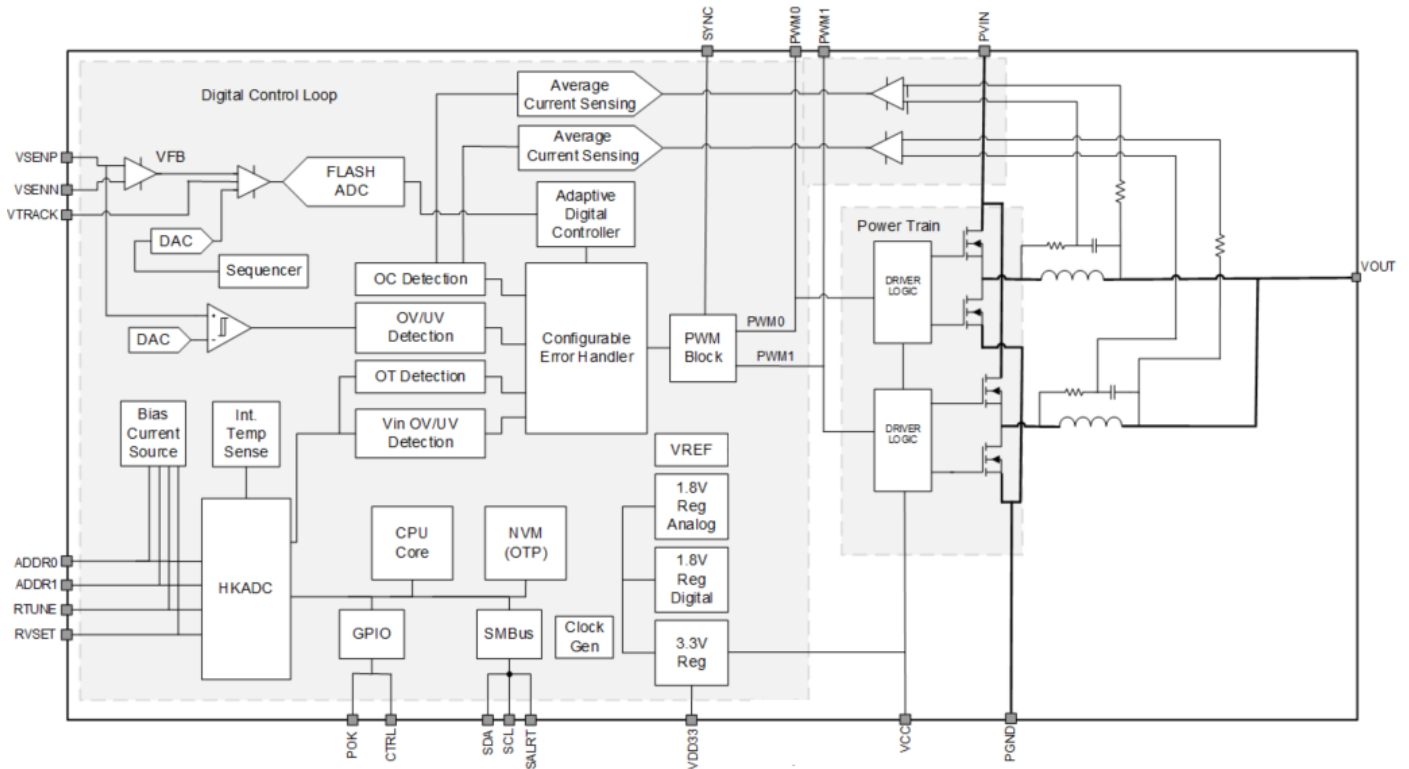 SYNC
PWM0
PWM1
PVIN
Digital Control Loop
Average
Current Sensing
Average
Current Sensing
VSENP
VSENN
VTRACK
VFB
FLASH
ADC
Adaptive
Digital
Controller
DAC
Sequencer
Power Train
OC Detection
DRIVER
LOGIC
VOUT
OV/UV
Detection
DAC
+
-
Configurable
Error Handler
PWM
Block
PWM0
PWM1
OT Detection
Vin OV/UV
Detection
DRIVER
LOGIC
Bias
Current
Source
Int.
Temp
Sense
VREF
1.8V
Reg
Analog
CPU
Core
NVM
(OTP)
1.8V
Reg
Digital
ADDR0
ADDR1
RTUNE
RVSET
HKADC
GPIO
SMBus
Clock
Gen
3.3V
Reg
POK
CTRL
SDA
SCL
SALRT
VDD33
VCC
PGND